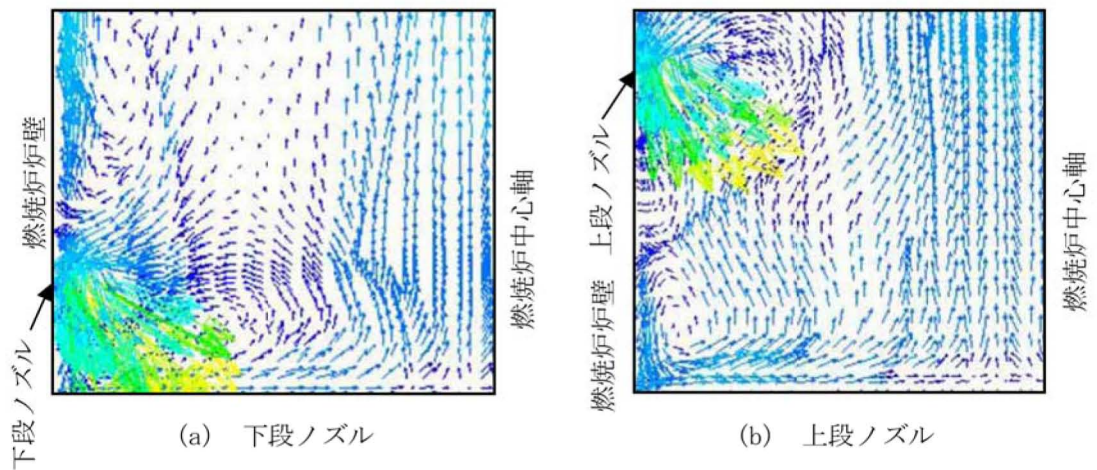 燃焼炉炉壁
下段ノズル
燃焼炉中心軸
(a) 下段ノズル
燃焼炉炉壁 上段ノズル
燃焼炉中心軸
(b) 上段ノズル